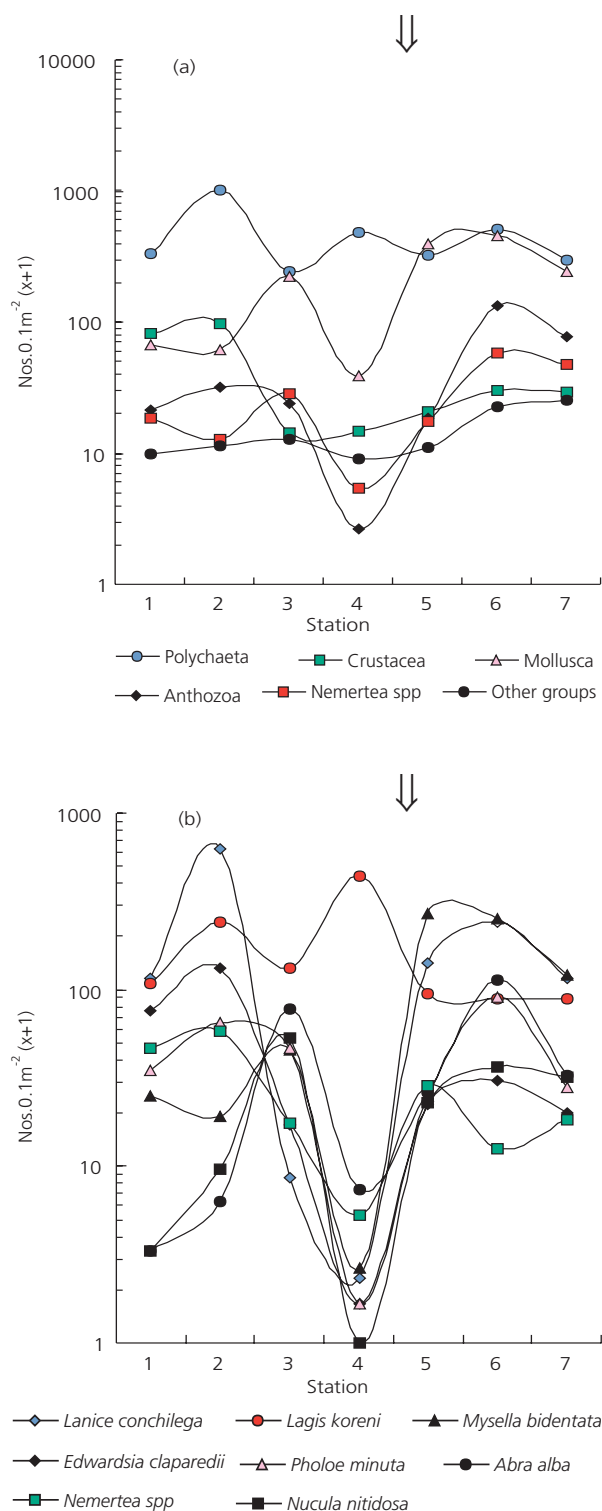 (a)
10000
1000
100
10
1
Nos.0.1m⁻² (x+1)
1 2 3 4 5 6 7
Station
Polychaeta Crustacea Mollusca
Anthozoa Nemertea spp Other groups
(b)
1000
100
10
1
Nos.0.1m⁻² (x+1)
1 2 3 4 5 6 7
Station
Lanice conchilega Lagis koreni Mysella bidentata
Edwardsia claparedii Pholoe minuta Abra alba
Nemertea spp Nucula nitidosa